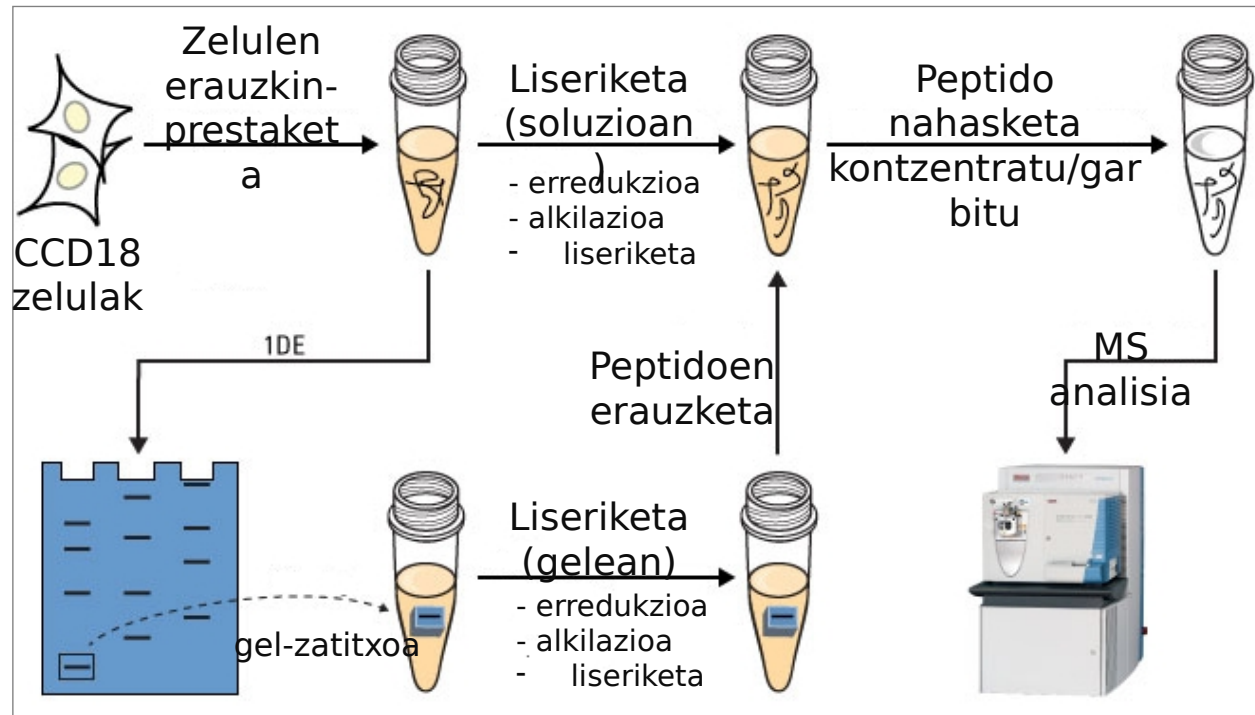 Zelulen
erauzkin-
prestaket
a
Liseriketa
(soluzioan
)
- erredukzioa
- alkilazioa
- liseriketa
Peptido
nahasketa
kontzentratu/gar
bitu
CCD18
zelulak
1DE
Peptidoen
erauzketa
MS
analisia
Liseriketa
(gelean)
- erredukzioa
- alkilazioa
- liseriketa
gel-zatitxoa